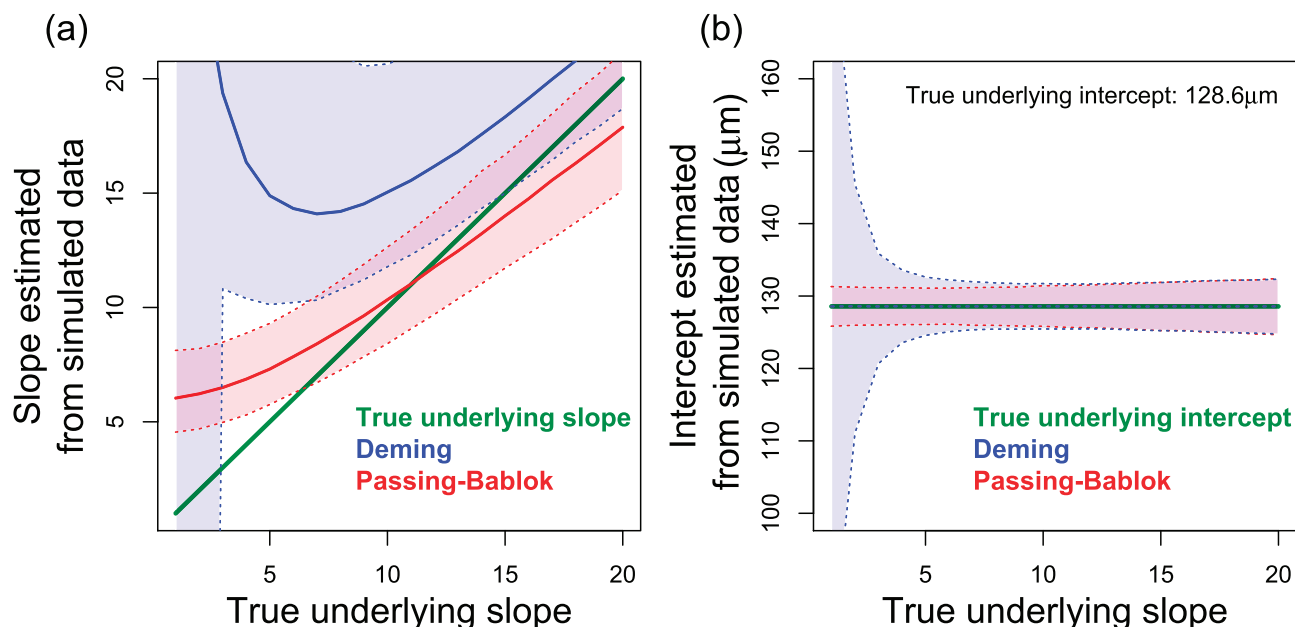 (a)
Slope estimated
from simulated data
20
15
10
5
True underlying slope
Deming
Passing-Bablok
5
10
15
20
True underlying slope
(b)
Intercept estimated
from simulated data (μm)
160
150
140
130
120
110
100
True underlying intercept: 128.6μm
True underlying intercept
Deming
Passing-Bablok
5
10
15
20
True underlying slope